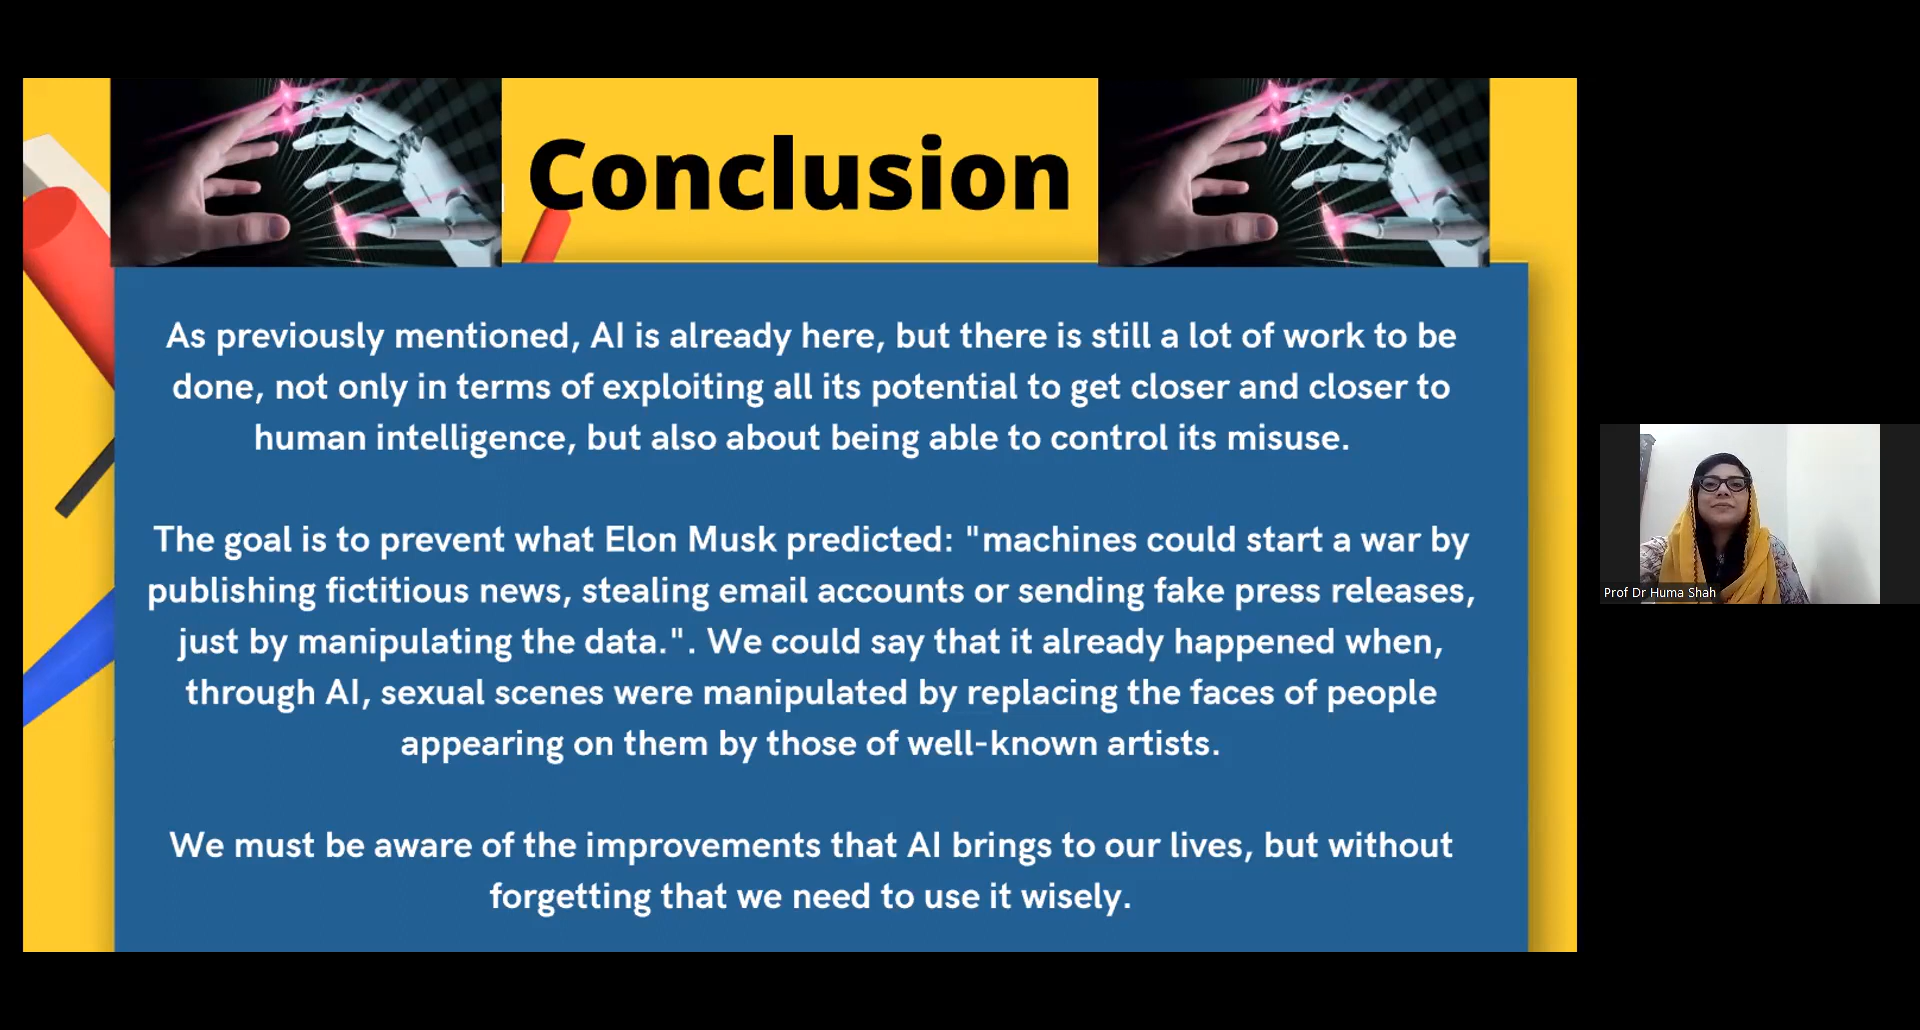 Conclusion
As previously mentioned, AI is already here, but there is still a lot of work to be
done, not only in terms of exploiting all its potential to get closer and closer to
human intelligence, but also about being able to control its misuse.
The goal is to prevent what Elon Musk predicted: "machines could start a war by
publishing fictitious news, stealing email accounts or sending fake press releases,
just by manipulating the data.". We could say that it already happened when,
through AI, sexual scenes were manipulated by replacing the faces of people
appearing on them by those of well-known artists.
We must be aware of the improvements that AI brings to our lives, but without
forgetting that we need to use it wisely.
Prof Dr Huma Shah